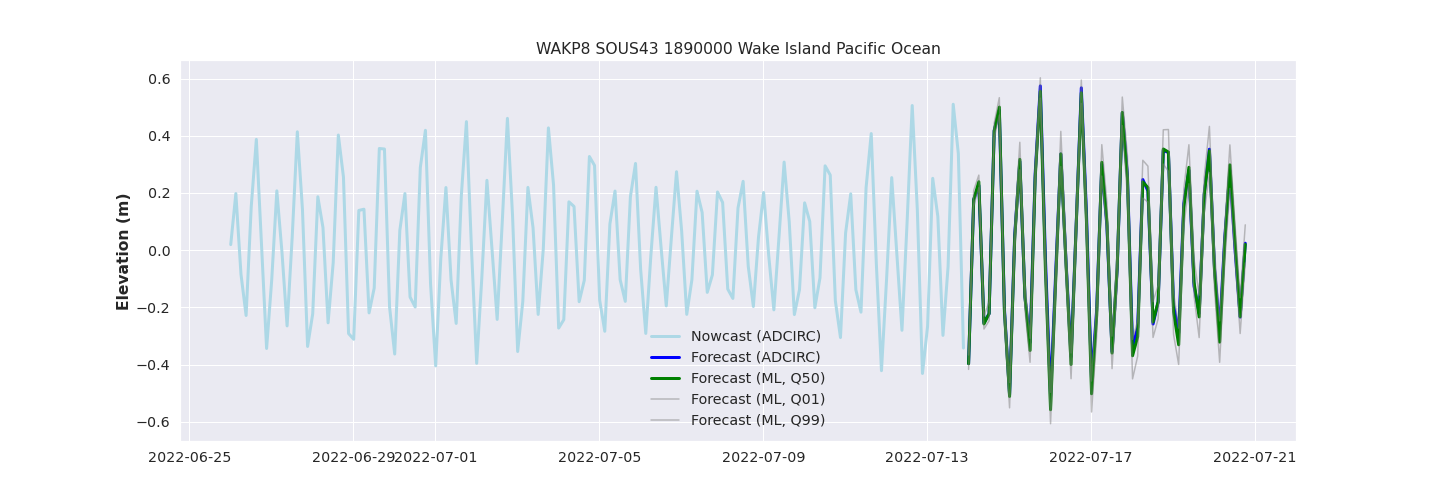 WAKP8 SOUS43 1890000 Wake Island Pacific Ocean
Elevation (m)
0.6
0.4
0.2
0.0
−0.2
−0.4
−0.6
Nowcast (ADCIRC)
Forecast (ADCIRC)
Forecast (ML, Q50)
Forecast (ML, Q01)
Forecast (ML, Q99)
2022-06-25 2022-06-29 2022-07-01 2022-07-05 2022-07-09 2022-07-13 2022-07-17 2022-07-21